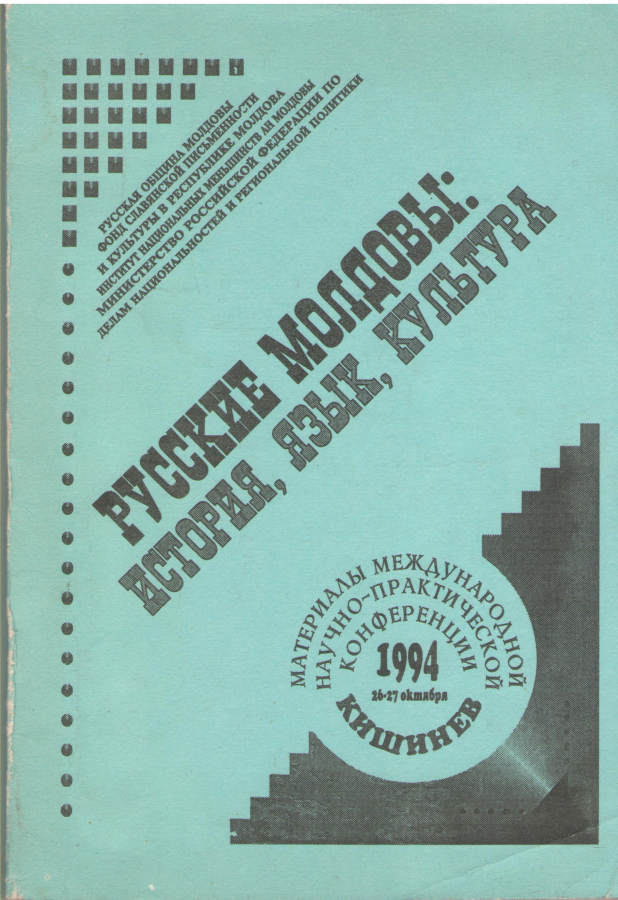 РУССКАЯ ОБЩИНА МОЛДОВЫ
ФОНД СЛАВЯНСКОЙ ПИСЬМЕННОСТИ
И КУЛЬТУРЫ В РЕСПУБЛИКЕ МОЛДОВА
ИНСТИТУТ НАЦИОНАЛЬНЫХ МЕНЬШИНСТВ АН МОЛДОВЫ
МИНИСТЕРСТВО РОССИЙСКОЙ ФЕДЕРАЦИИ ПО
ДЕЛАМ НАЦИОНАЛЬНОСТЕЙ И РЕГИОНАЛЬНОЙ ПОЛИТИКИ
РУССКИЕ МОЛДОВЫ:
ИСТОРИЯ, ЯЗЫК, КУЛЬТУРА
МАТЕРИАЛЫ МЕЖДУНАРОДНОЙ
НАУЧНО-ПРАКТИЧЕСКОЙ
КОНФЕРЕНЦИИ
1994
26-27 октября
КИШИНЕВ